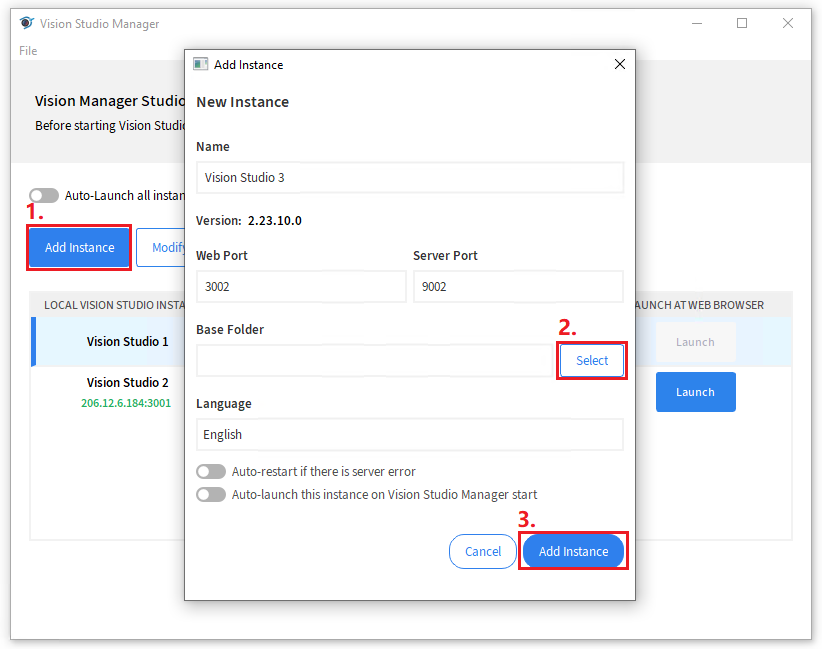 Vision Studio Manager
File
Vision Manager Studio
Before starting Vision Studi
Auto-Launch all instan
1.
Add Instance
Modify
LOCAL VISION STUDIO INSTA
AUNCH AT WEB BROWSER
Vision Studio 1
Launch
Vision Studio 2
206.12.6.184:3001
Launch
Add Instance
New Instance
Name
Vision Studio 3
Version: 2.23.10.0
Web Port
Server Port
3002
9002
Base Folder
2.
Select
Language
English
Auto-restart if there is server error
Auto-launch this instance on Vision Studio Manager start
3.
Cancel
Add Instance